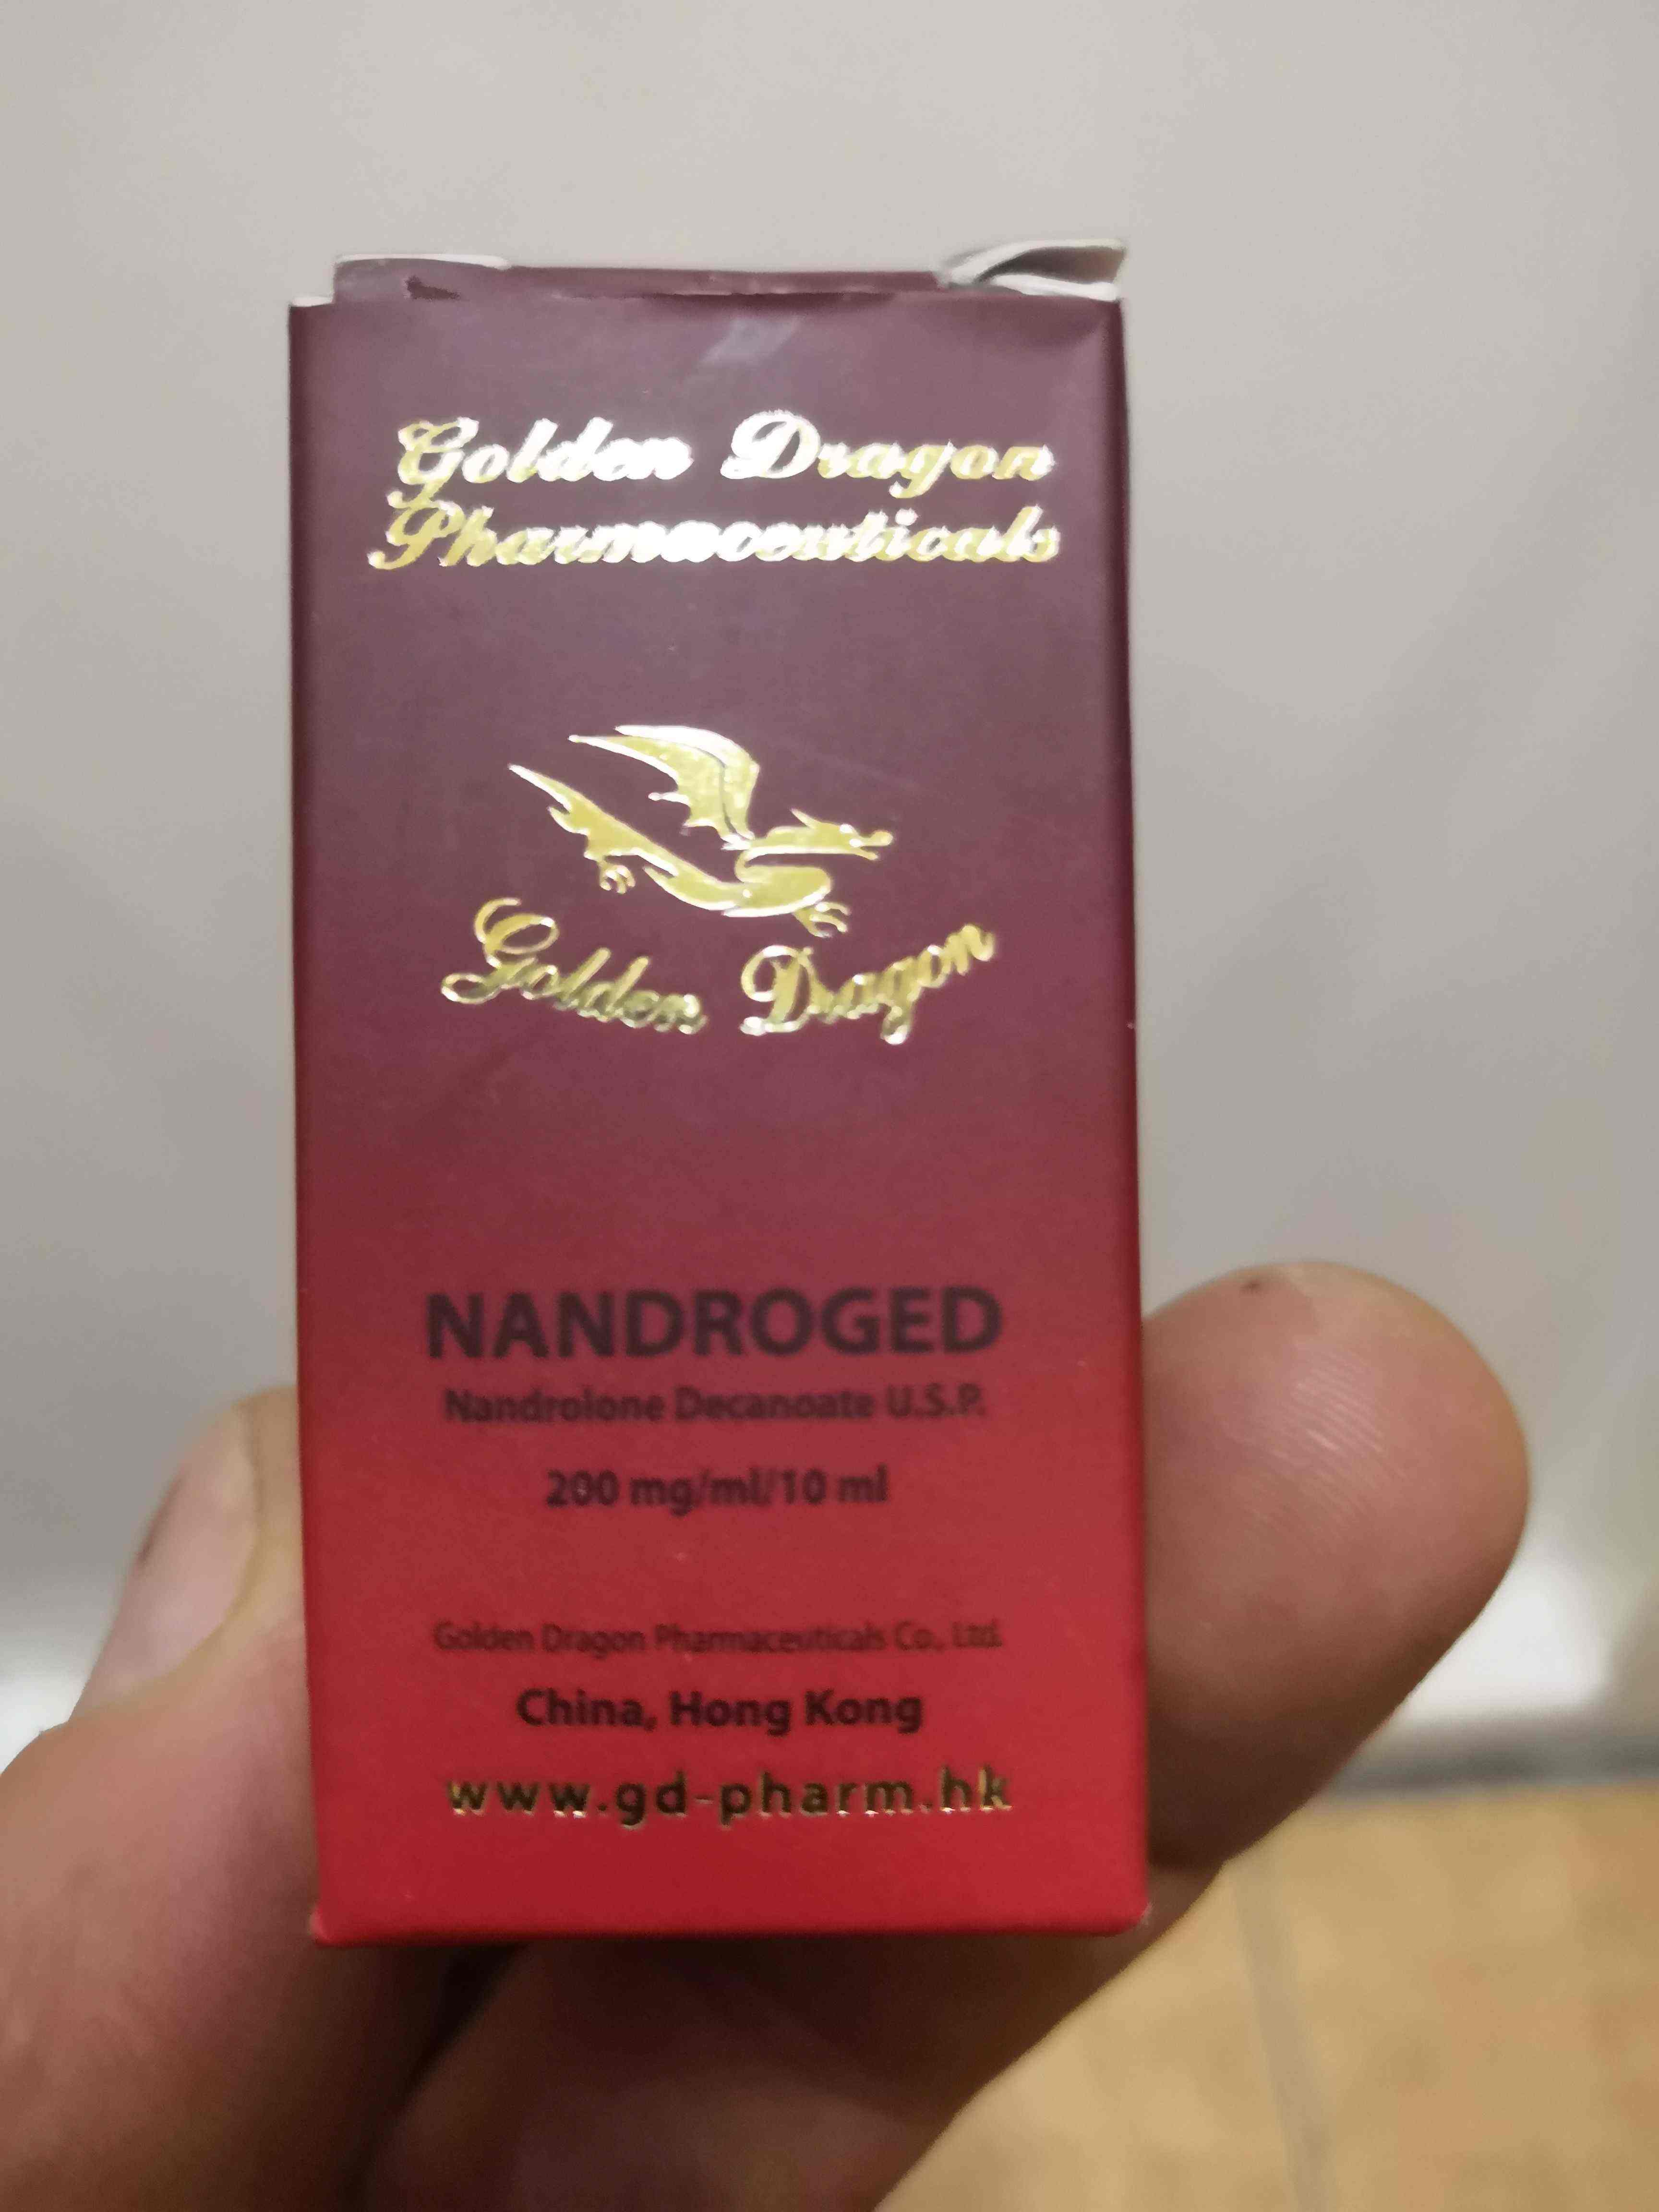 Golden Dragon
Pharmaceuticals
Golden Dragon
NANDROGED
Nandrolone Decanoate U.S.P.
200 mg/ml/10 ml
Golden Dragon Pharmaceuticals Co., Ltd.
China, Hong Kong
www.gd-pharm.hk